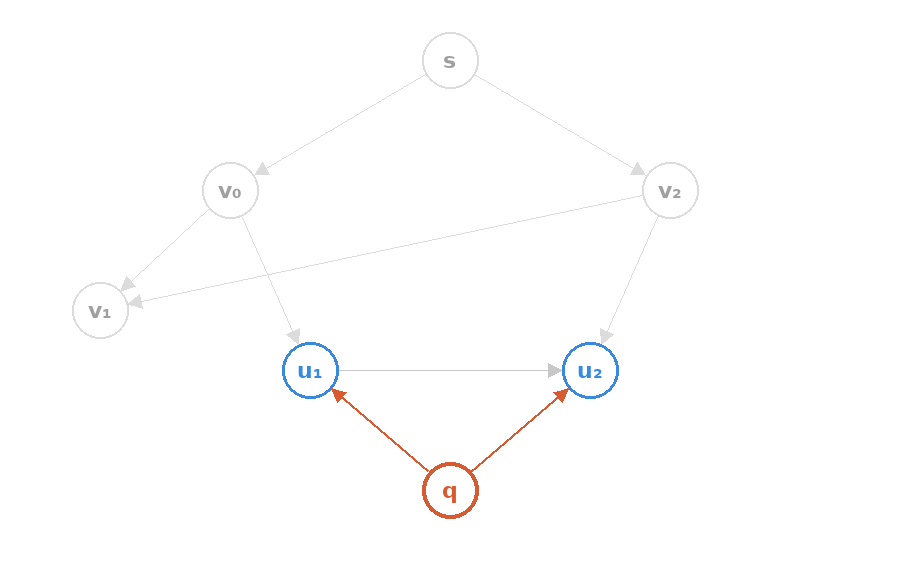 s
v₀
v₂
v₁
u₁
u₂
q